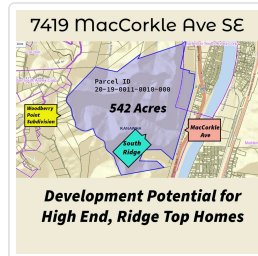 7419 MacCorkle Ave SE
Parcel ID
20-19-0011-0010-000
542 Acres
Woodberry
Point
Subdivision
KANAWHA
South
Ridge
MacCorkle
Ave
Development Potential for
High End, Ridge Top Homes